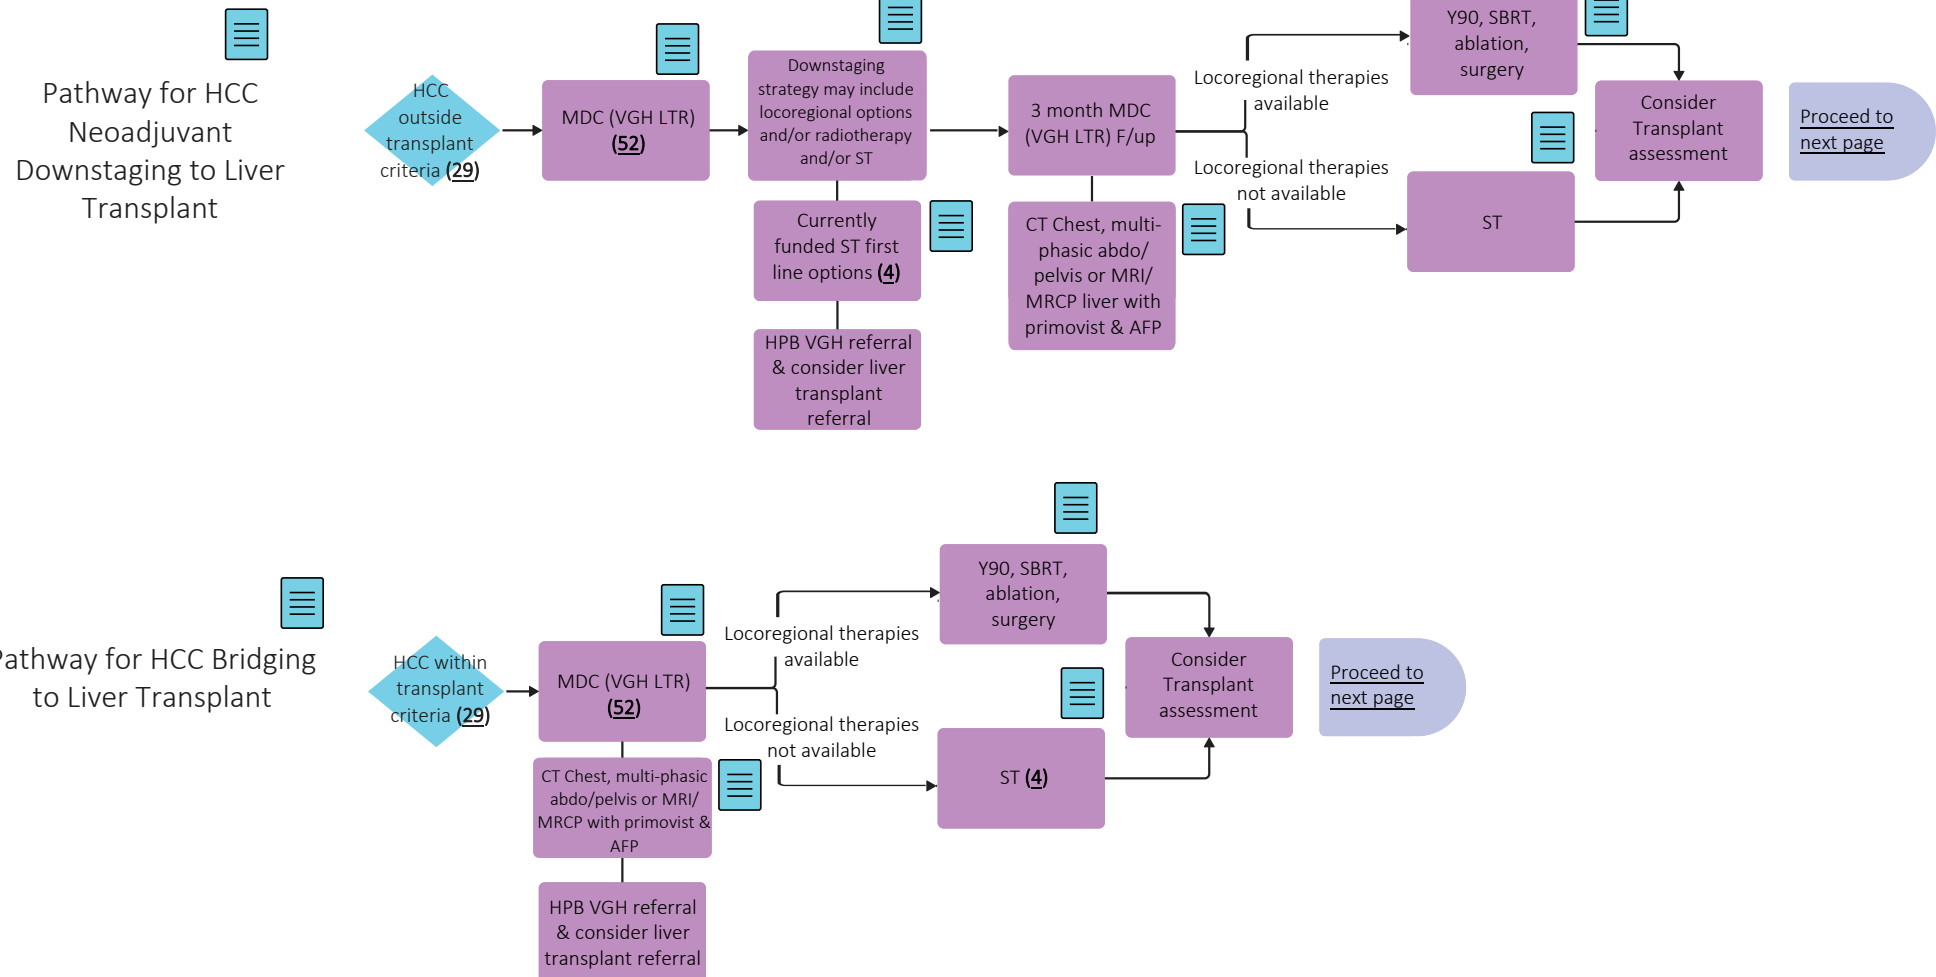 Pathway for HCC
Neoadjuvant
Downstaging to Liver
Transplant
HCC
outside
transplant
criteria (29)
MDC (VGH LTR)
(52)
Downstaging
strategy may include
locoregional options
and/or radiotherapy
and/or ST
Currently
funded ST first
line options (4)
HPB VGH referral
& consider liver
transplant
referral
3 month MDC
(VGH LTR) F/up
CT Chest, multi-
phasic abdo/
pelvis or MRI/
MRCP liver with
primovist & AFP
Locoregional therapies
available
Locoregional therapies
not available
Y90, SBRT,
ablation,
surgery
ST
Consider
Transplant
assessment
Proceed to
next page
Pathway for HCC Bridging
to Liver Transplant
HCC within
transplant
criteria (29)
MDC (VGH LTR)
(52)
CT Chest, multi-phasic
abdo/pelvis or MRI/
MRCP with primovist &
AFP
HPB VGH referral
& consider liver
transplant referral
Locoregional therapies
available
Locoregional therapies
not available
Y90, SBRT,
ablation,
surgery
ST (4)
Consider
Transplant
assessment
Proceed to
next page